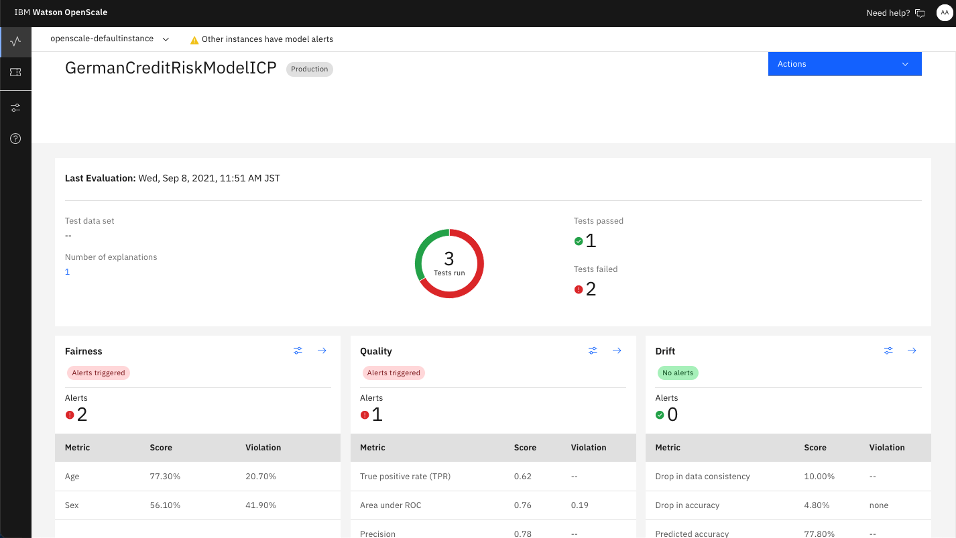 IBM Watson OpenScale
Need help?
AA
openscale-defaultinstance
Other instances have model alerts
GermanCreditRiskModelICP
Production
Actions
Last Evaluation: Wed, Sep 8, 2021, 11:51 AM JST
Test data set
--
Number of explanations
1
3
Tests run
Tests passed
1
Tests failed
2
Fairness
Alerts triggered
Alerts
2
Metric Score Violation
Age 77.30% 20.70%
Sex 56.10% 41.90%
Quality
Alerts triggered
Alerts
1
Metric Score Violation
True positive rate (TPR) 0.62 --
Area under ROC 0.76 0.19
Precision 0.78 --
Drift
No alerts
Alerts
0
Metric Score Violation
Drop in data consistency 10.00% --
Drop in accuracy 4.80% none
Predicted accuracy 77.80% --